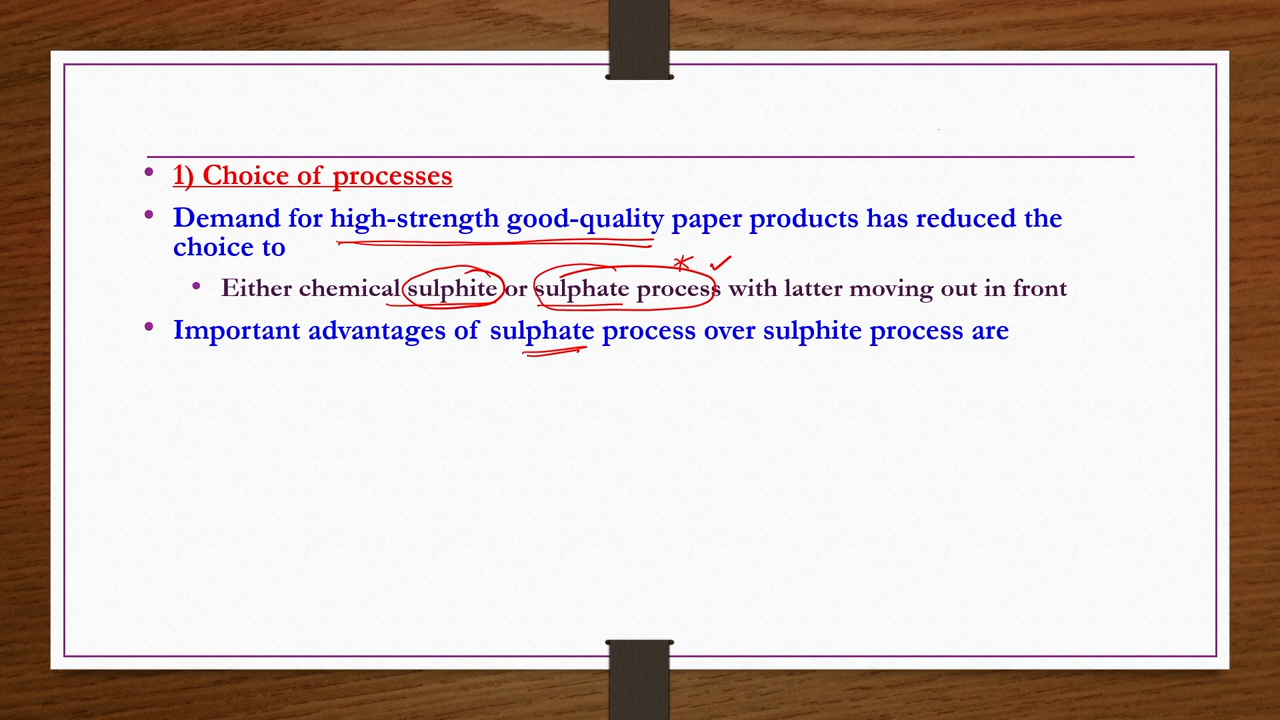 • 1) Choice of processes
• Demand for high-strength good-quality paper products has reduced the
choice to
• Either chemical sulphite or sulphate process with latter moving out in front
• Important advantages of sulphate process over sulphite process are